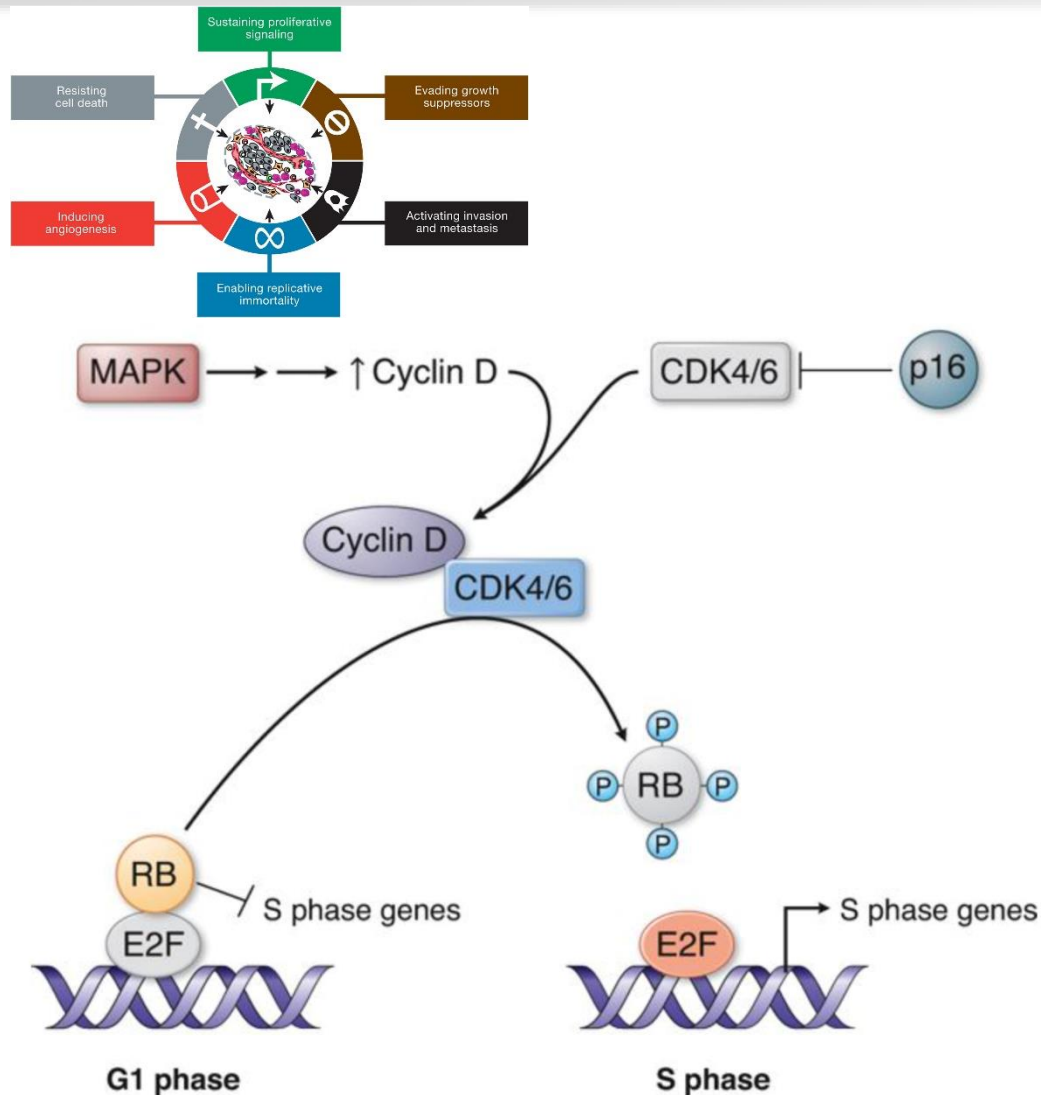 Sustaining proliferative
signaling
Resisting
cell death
Evading growth
suppressors
Inducing
angiogenesis
Activating invasion
and metastasis
Enabling replicative
immortality
MAPK
↑ Cyclin D
CDK4/6
p16
Cyclin D
CDK4/6
P
P
RB
P
P
RB
S phase genes
E2F
S phase genes
E2F
G1 phase
S phase